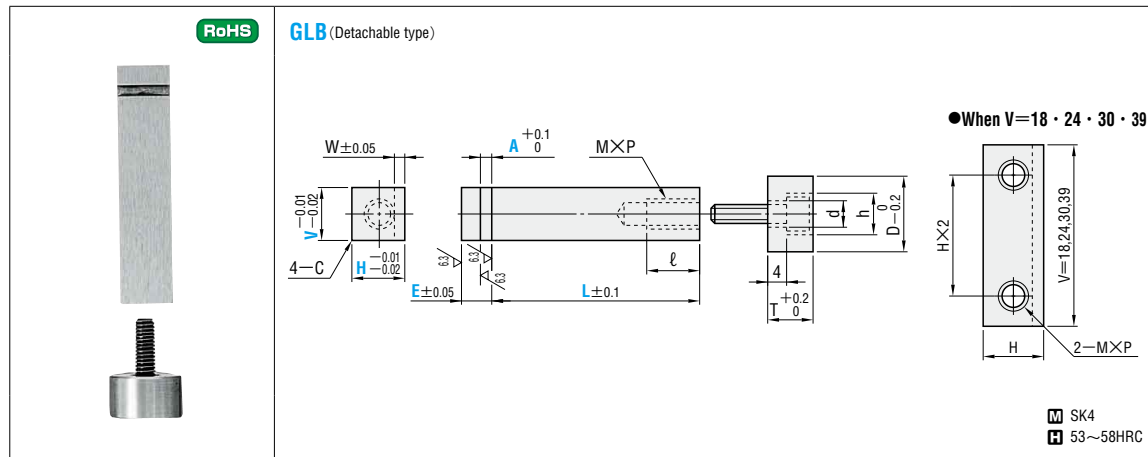 RoHS
GLB (Detachable type)
●When V=18・24・30・39
W±0.05
A +0.1 0
M×P
V -0.01 -0.02
4-C
H -0.01 -0.02
6.3
6.3
6.3
E±0.05
L±0.1
ℓ
d
h
D 0 -0.2
4
T +0.2 0
H×2
V=18,24,30,39
H
2-M×P
M SK4
H 53~58HRC